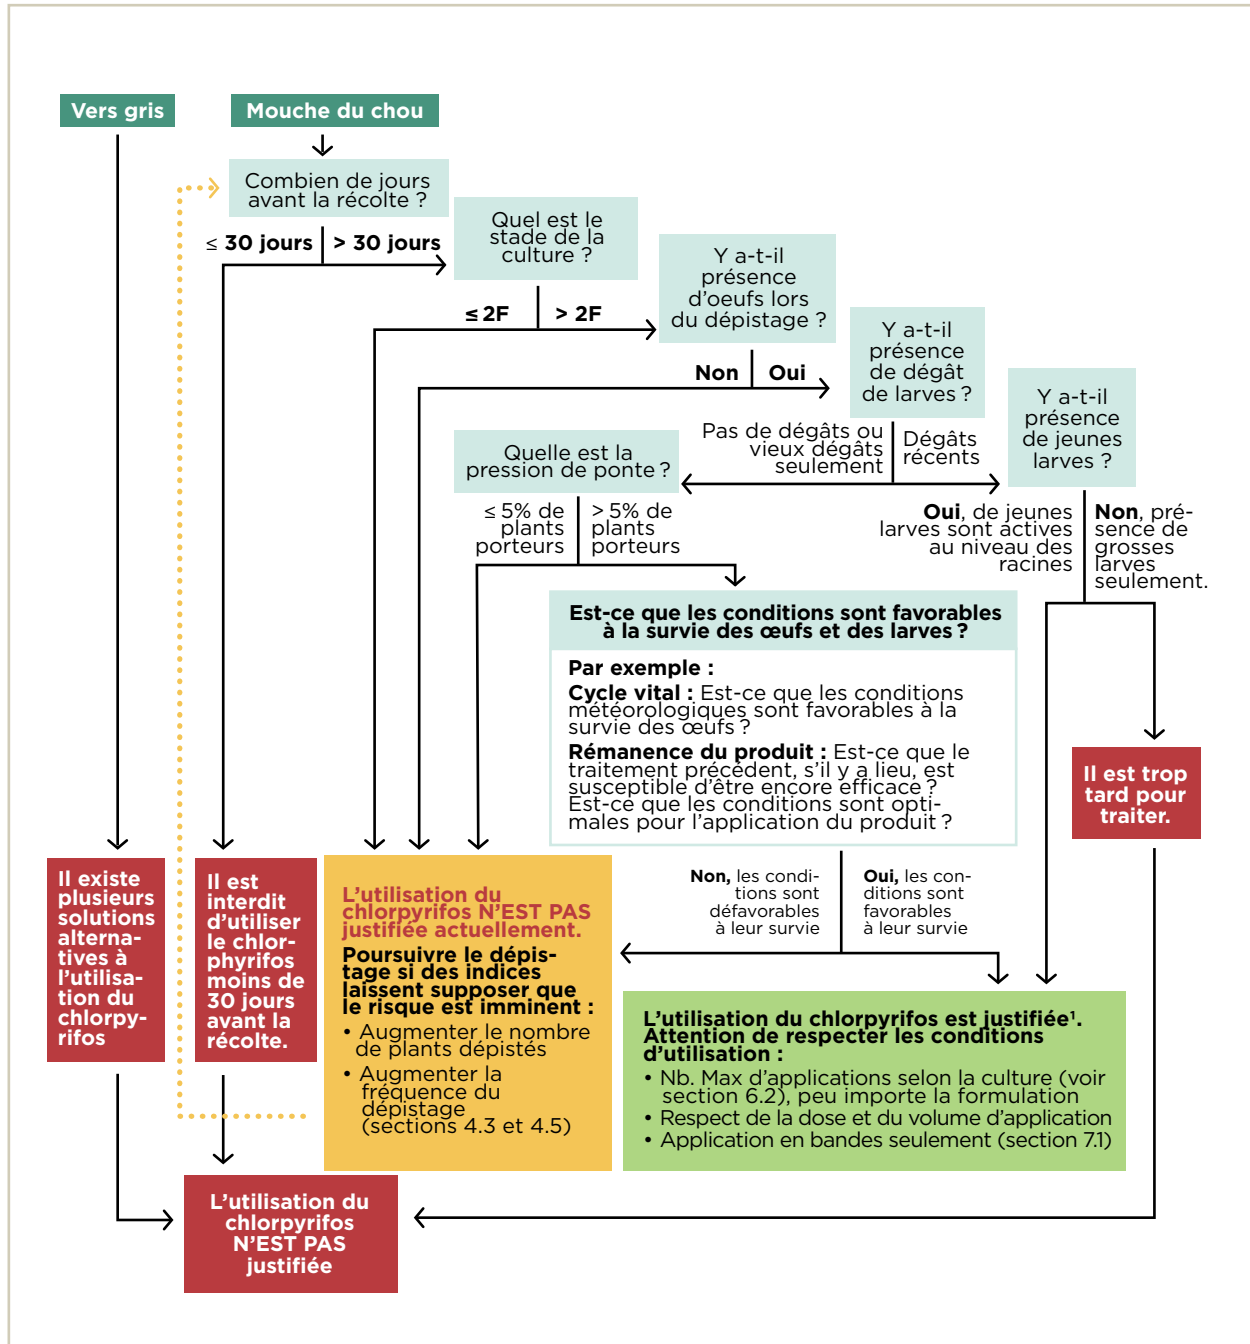 Vers gris
Mouche du chou
Combien de jours
avant la récolte ?
≤ 30 jours
> 30 jours
Quel est le
stade de la
culture ?
≤ 2F
> 2F
Y a-t-il
présence
d'oeufs lors
du dépistage ?
Non
Oui
Y a-t-il
présence
de dégât
de larves ?
Pas de dégâts ou
vieux dégâts
seulement
Dégâts
récents
Y a-t-il
présence
de jeunes
larves ?
Oui, de jeunes
larves sont actives
au niveau des
racines
Non, pré-
sence de
grosses
larves
seulement.
Quelle est la
pression de ponte ?
≤ 5% de
plants
porteurs
> 5% de
plants
porteurs
Est-ce que les conditions sont favorables
à la survie des œufs et des larves ?
Par exemple :
Cycle vital : Est-ce que les conditions
météorologiques sont favorables à la
survie des œufs ?
Rémanence du produit : Est-ce que le
traitement précédent, s'il y a lieu, est
susceptible d'être encore efficace ?
Est-ce que les conditions sont opti-
males pour l'application du produit ?
Non, les condi-
tions sont
défavorables
à leur survie
Oui, les con-
ditions sont
favorables
à leur survie
Il est trop
tard pour
traiter.
Il existe
plusieurs
solutions
alterna-
tives à
l'utilisa-
tion du
chlorpy-
rifos
Il est
interdit
d'utiliser
le chlor-
phyrifos
moins de
30 jours
avant la
récolte.
L'utilisation du
chlorpyrifos N'EST PAS
justifiée actuellement.
Poursuivre le dépis-
tage si des indices
laissent supposer que
le risque est imminent :
• Augmenter le nombre
de plants dépistés
• Augmenter la
fréquence du
dépistage
(sections 4.3 et 4.5)
L'utilisation du chlorpyrifos est justifiée¹.
Attention de respecter les conditions
d'utilisation :
• Nb. Max d'applications selon la culture (voir
section 6.2), peu importe la formulation
• Respect de la dose et du volume d'application
• Application en bandes seulement (section 7.1)
L'utilisation du
chlorpyrifos
N'EST PAS
justifiée